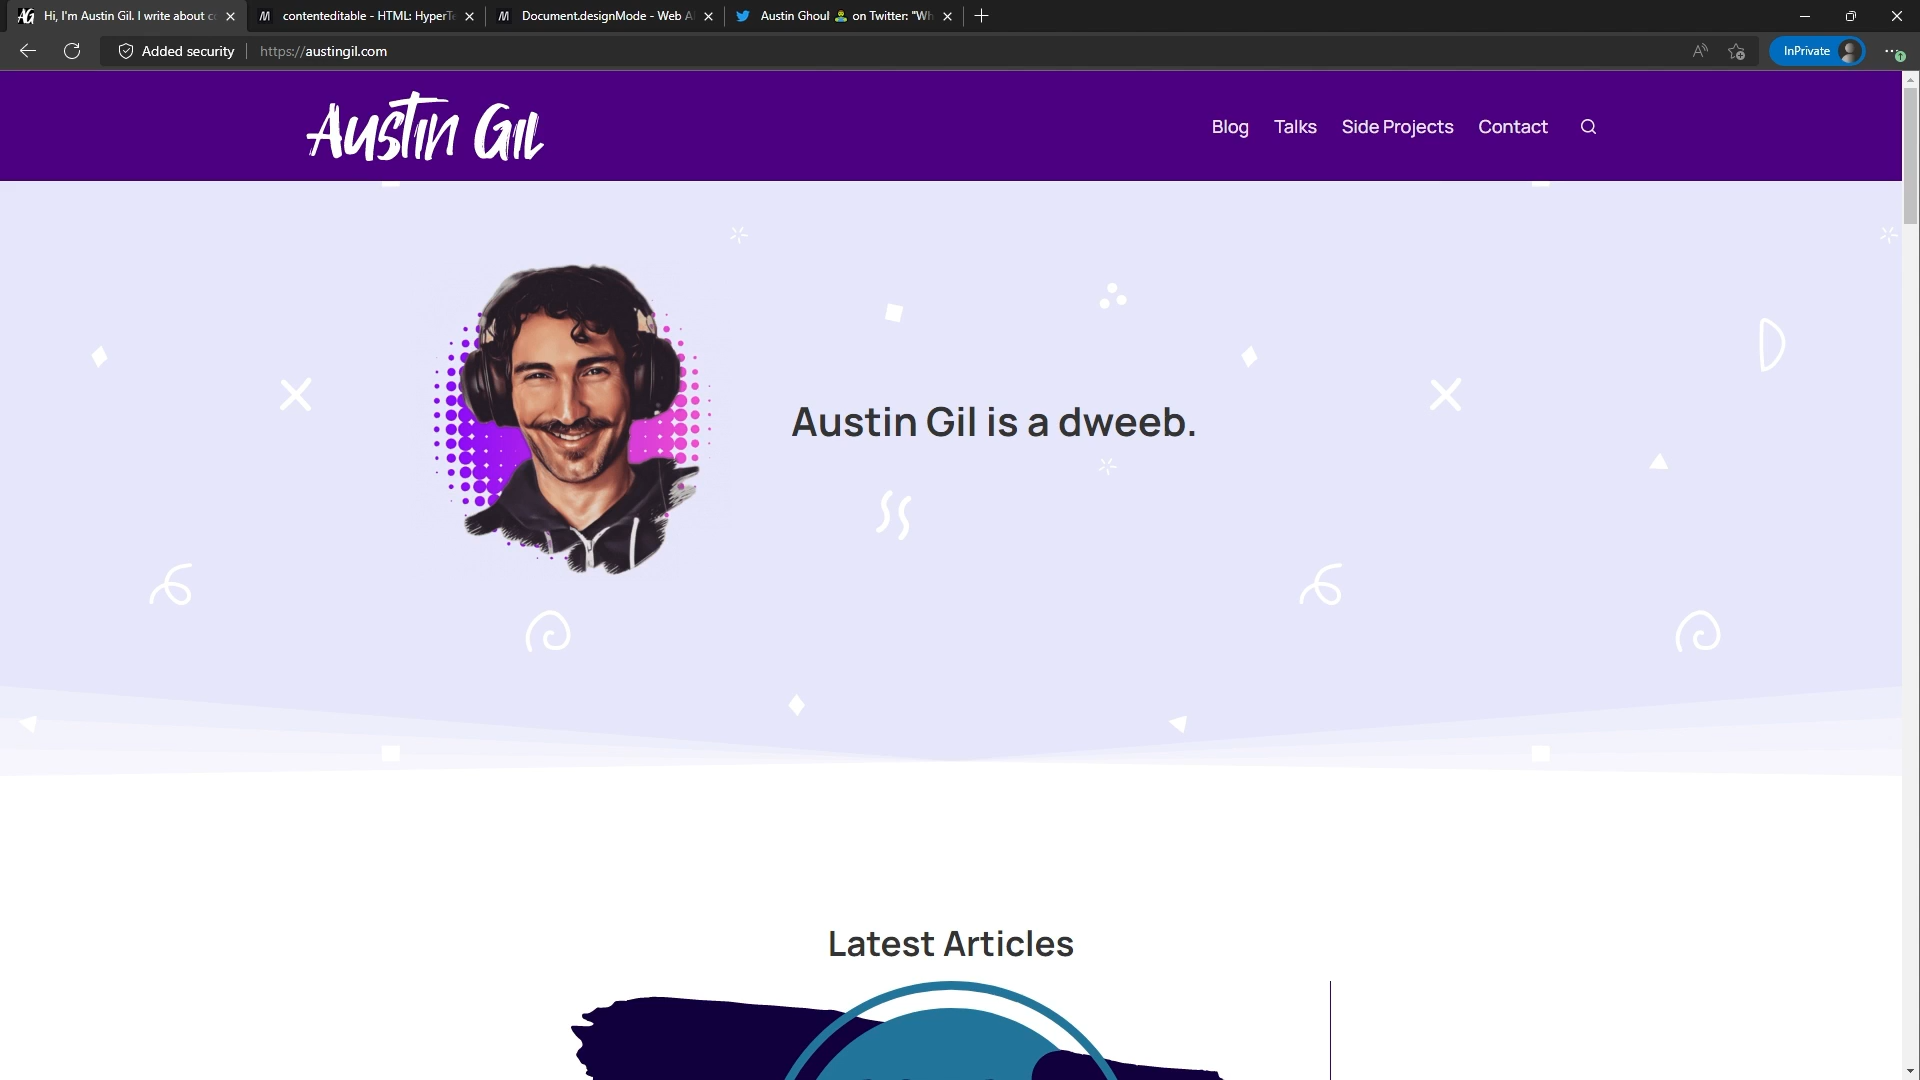 Hi, I'm Austin Gil. I write about
contenteditable - HTML: HyperTe
Document.designMode - Web A
Austin Ghoul 🧟 on Twitter: "Wh
Added security
https://austingil.com
InPrivate
Austin Gil
Blog
Talks
Side Projects
Contact
Austin Gil is a dweeb.
Latest Articles